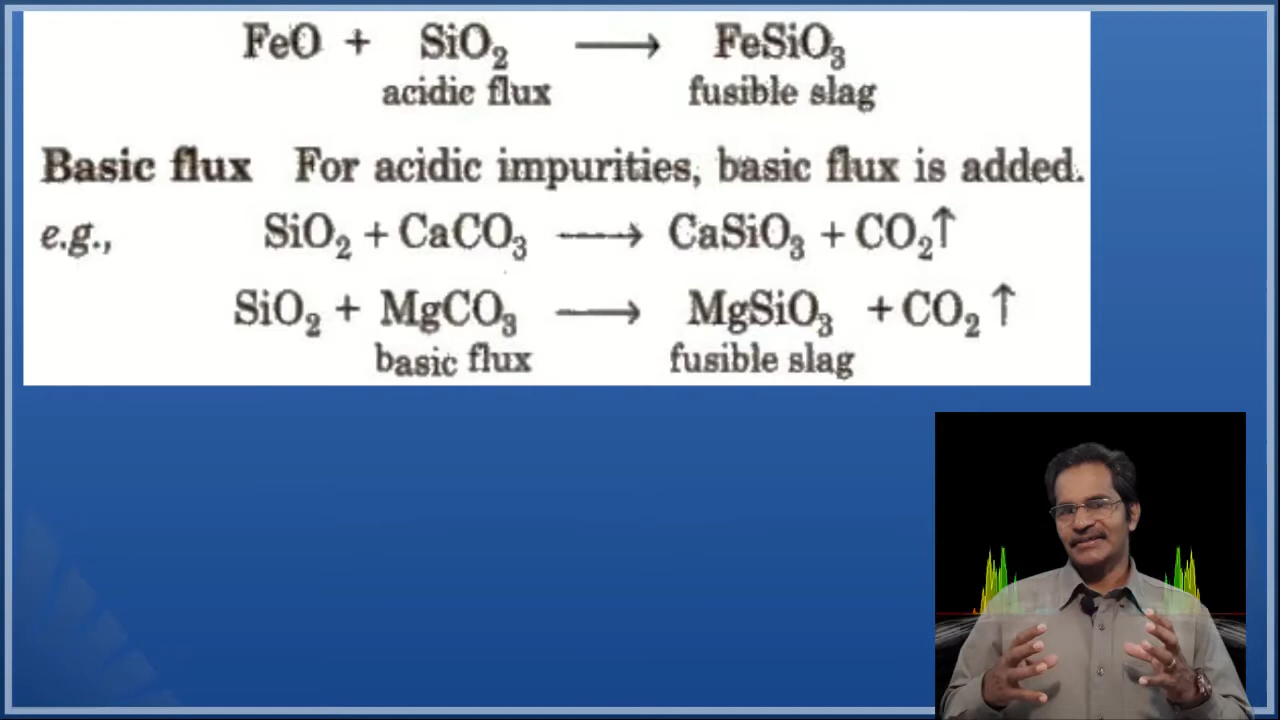 FeO + SiO₂ ⟶ FeSiO₃
acidic flux fusible slag
Basic flux For acidic impurities, basic flux is added.
e.g., SiO₂ + CaCO₃ ⟶ CaSiO₃ + CO₂↑
SiO₂ + MgCO₃ ⟶ MgSiO₃ + CO₂ ↑
basic flux fusible slag